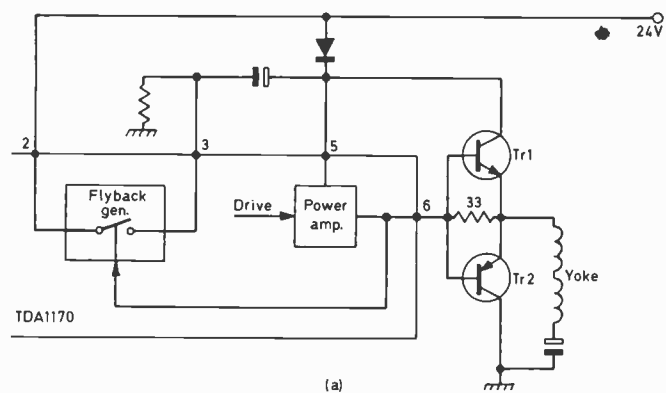 24V
2
3
5
Tr1
Flyback
gen.
Drive
Power
amp.
6
33
Tr2
Yoke
TDA1170
(a)